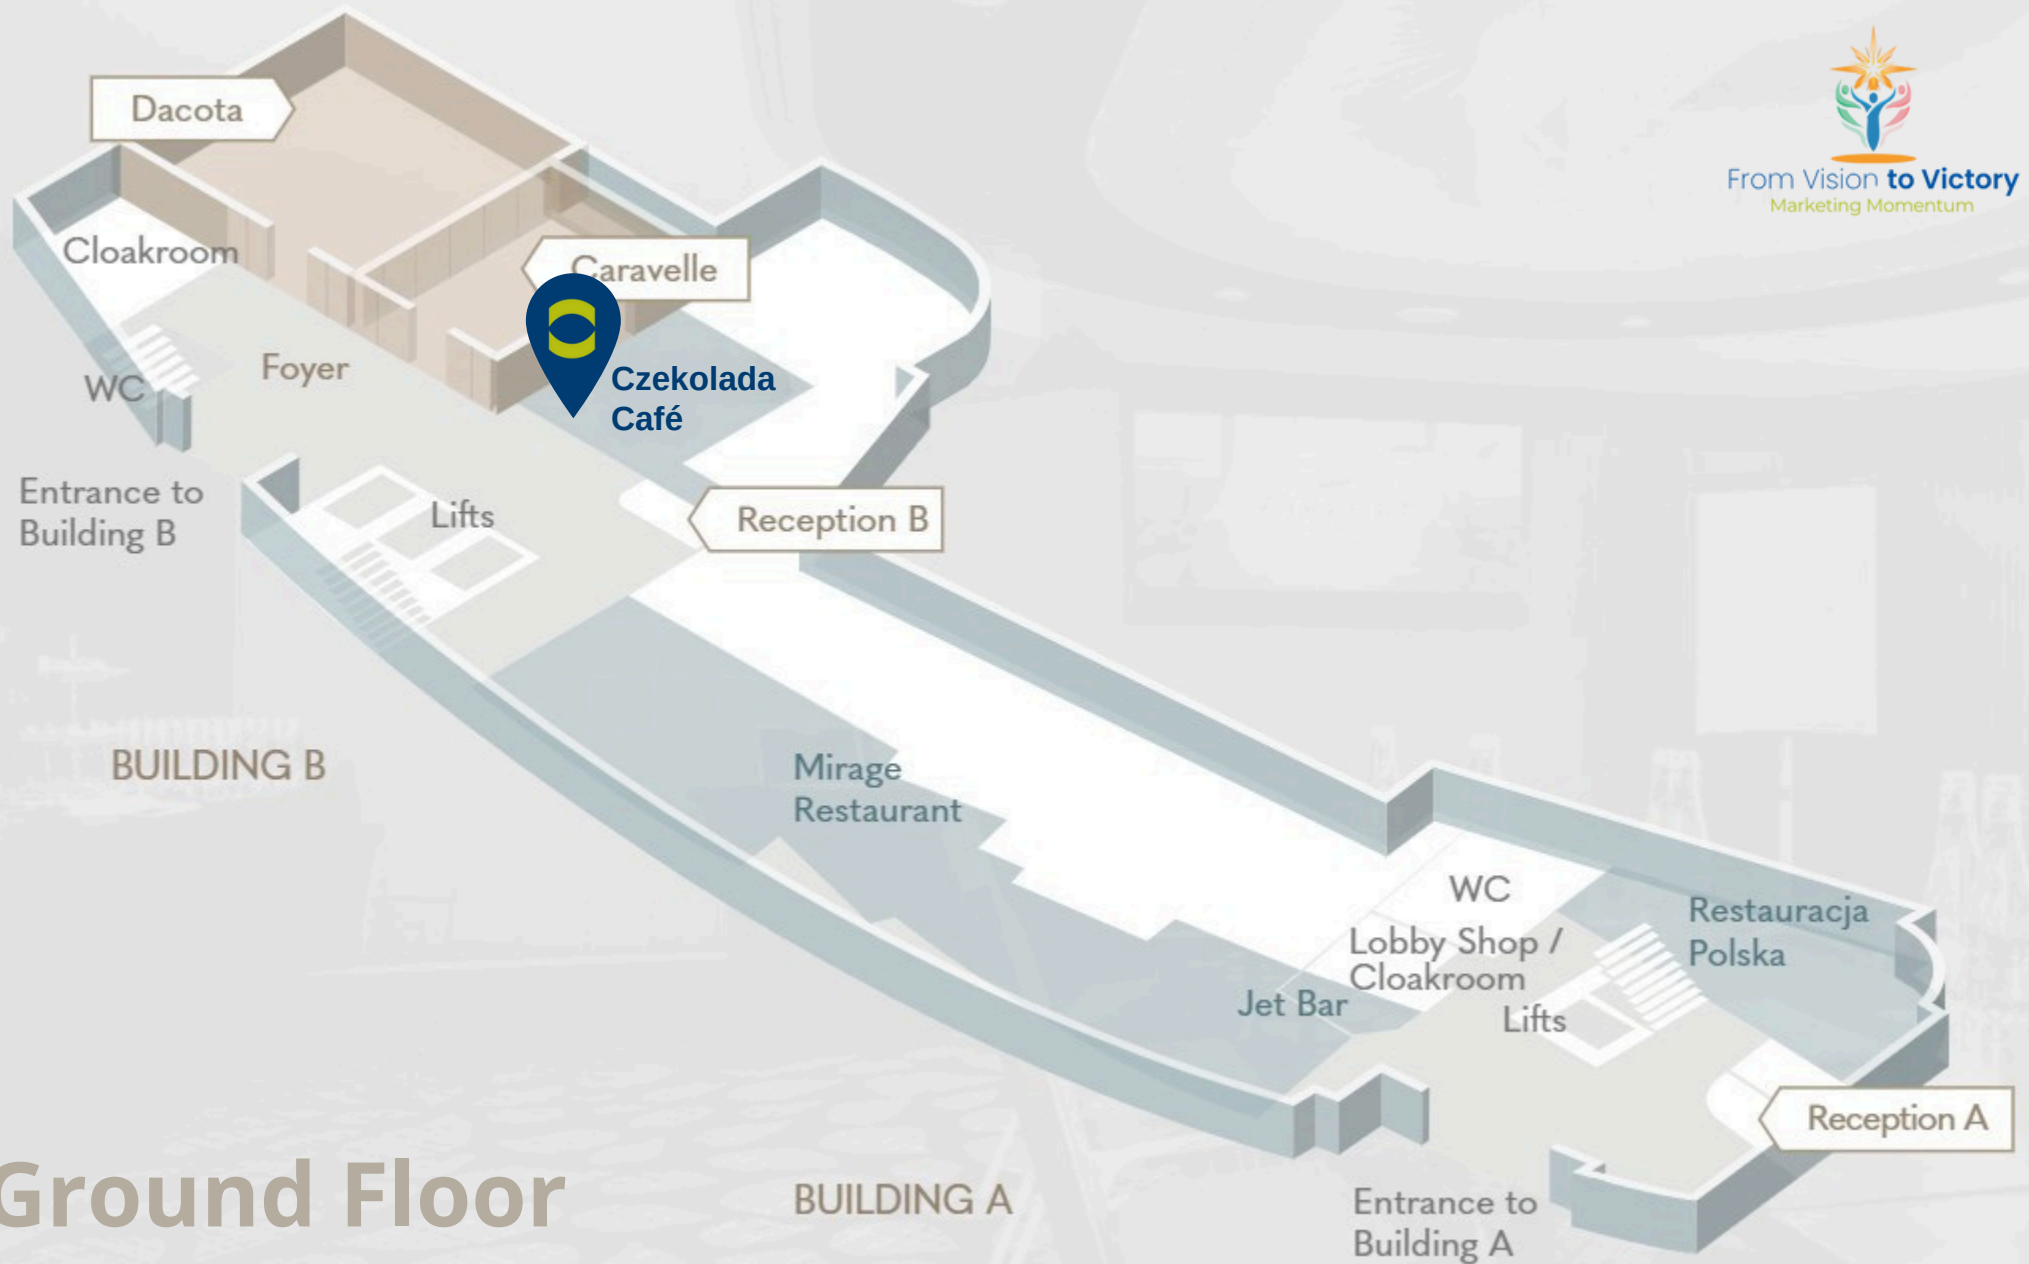 Dacota
From Vision to Victory
Marketing Momentum
Cloakroom
Caravelle
Foyer
WC
Czekolada
Café
Entrance to
Building B
Lifts
Reception B
BUILDING B
Mirage
Restaurant
WC
Lobby Shop /
Cloakroom
Restauracja
Polska
Jet Bar
Lifts
Reception A
Ground Floor
BUILDING A
Entrance to
Building A